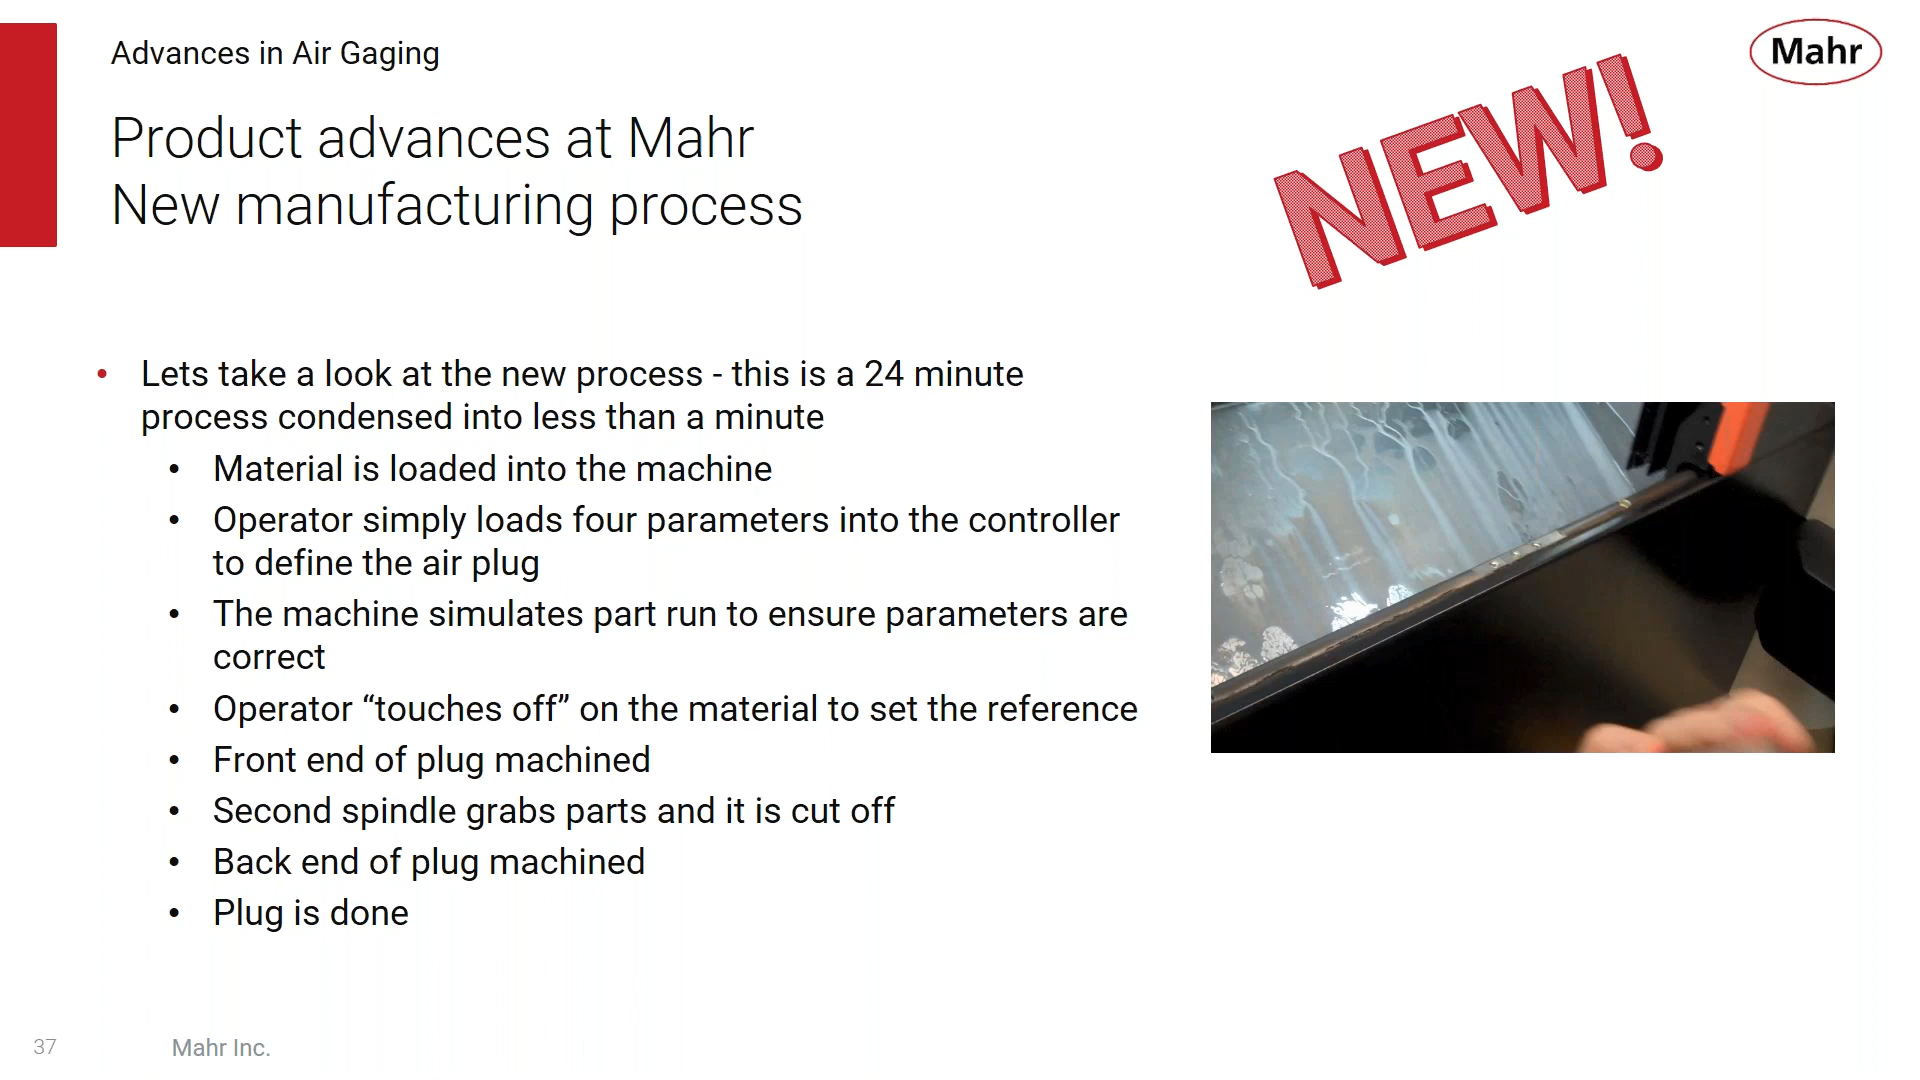 Advances in Air Gaging
Mahr
Product advances at Mahr
New manufacturing process
NEW!
• Lets take a look at the new process - this is a 24 minute
process condensed into less than a minute
• Material is loaded into the machine
• Operator simply loads four parameters into the controller
to define the air plug
• The machine simulates part run to ensure parameters are
correct
• Operator “touches off” on the material to set the reference
• Front end of plug machined
• Second spindle grabs parts and it is cut off
• Back end of plug machined
• Plug is done
37
Mahr Inc.